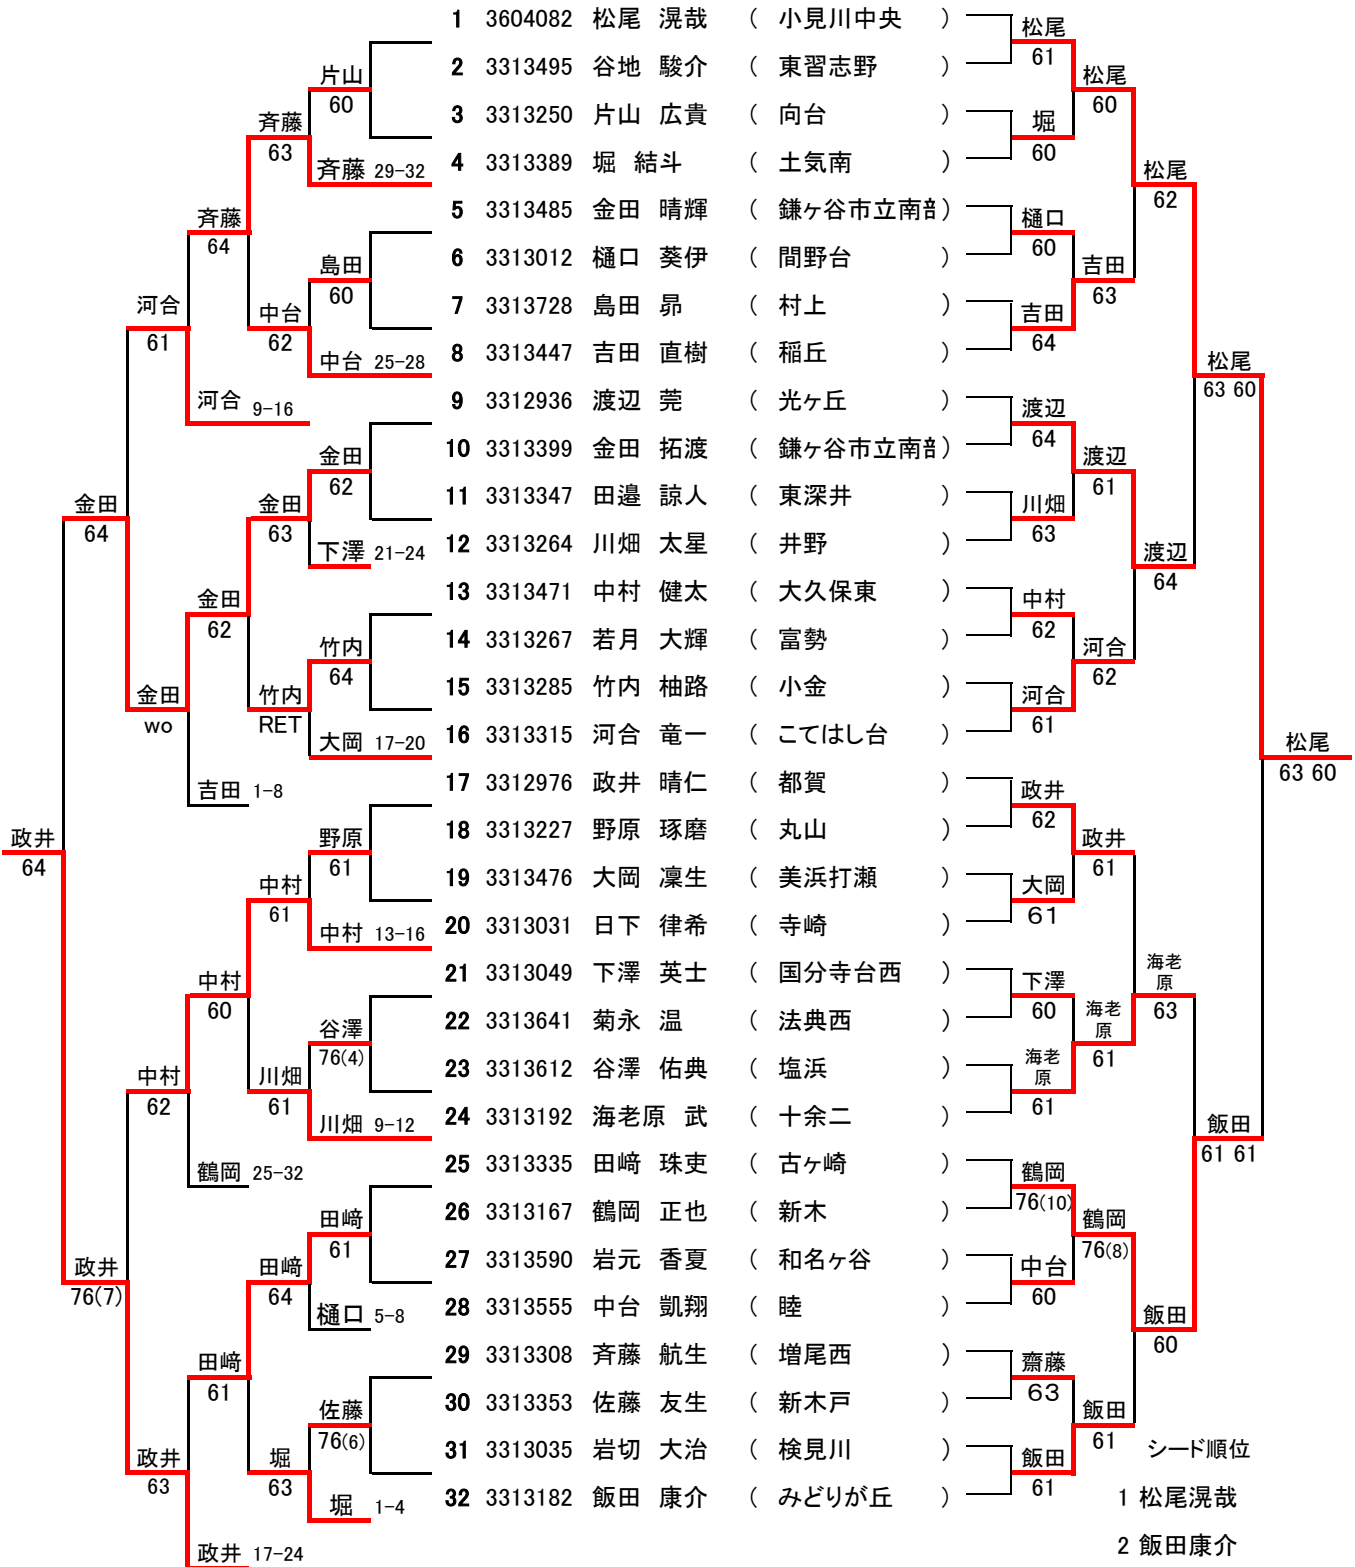 1 3604082 松尾 滉哉 ( 小見川中央 )
2 3313495 谷地 駿介 ( 東習志野 )
3 3313250 片山 広貴 ( 向台 )
4 3313389 堀 結斗 ( 土気南 )
5 3313485 金田 晴輝 ( 鎌ヶ谷市立南部 )
6 3313012 樋口 葵伊 ( 間野台 )
7 3313728 島田 昴 ( 村上 )
8 3313447 吉田 直樹 ( 稲丘 )
9 3312936 渡辺 莞 ( 光ヶ丘 )
10 3313399 金田 拓渡 ( 鎌ヶ谷市立南部 )
11 3313347 田邉 諒人 ( 東深井 )
12 3313264 川畑 太星 ( 井野 )
13 3313471 中村 健太 ( 大久保東 )
14 3313267 若月 大輝 ( 富勢 )
15 3313285 竹内 柚路 ( 小金 )
16 3313315 河合 竜一 ( こてはし台 )
17 3312976 政井 晴仁 ( 都賀 )
18 3313227 野原 琢磨 ( 丸山 )
19 3313476 大岡 凜生 ( 美浜打瀬 )
20 3313031 日下 律希 ( 寺崎 )
21 3313049 下澤 英士 ( 国分寺台西 )
22 3313641 菊永 温 ( 法典西 )
23 3313612 谷澤 佑典 ( 塩浜 )
24 3313192 海老原 武 ( 十余二 )
25 3313335 田﨑 珠吏 ( 古ヶ崎 )
26 3313167 鶴岡 正也 ( 新木 )
27 3313590 岩元 香夏 ( 和名ヶ谷 )
28 3313555 中台 凱翔 ( 睦 )
29 3313308 斉藤 航生 ( 増尾西 )
30 3313353 佐藤 友生 ( 新木戸 )
31 3313035 岩切 大治 ( 検見川 )
32 3313182 飯田 康介 ( みどりが丘 )
片山
60
斉藤
63
斉藤 29-32
斉藤
64
島田
60
中台
62
中台 25-28
河合
61
河合 9-16
金田
62
金田
63
下澤 21-24
金田
64
金田
62
竹内
64
金田
wo
竹内
RET
大岡 17-20
吉田 1-8
政井
64
野原
61
中村
61
中村 13-16
中村
60
谷澤
76(4)
中村
62
川畑
61
川畑 9-12
鶴岡 25-32
田﨑
61
政井
76(7)
田﨑
64
樋口 5-8
田﨑
61
佐藤
76(6)
政井
63
堀
63
堀 1-4
政井 17-24
松尾
61
松尾
60
堀
60
松尾
62
樋口
60
吉田
63
吉田
64
松尾
63 60
渡辺
64
渡辺
61
川畑
63
渡辺
64
中村
62
河合
62
河合
61
松尾
63 60
政井
62
政井
61
大岡
61
海老
原
63
下澤
60
海老
原
61
海老
原
61
飯田
61 61
鶴岡
76(10)
鶴岡
76(8)
中台
60
飯田
60
齋藤
63
飯田
61
飯田
61
シード順位
1 松尾滉哉
2 飯田康介